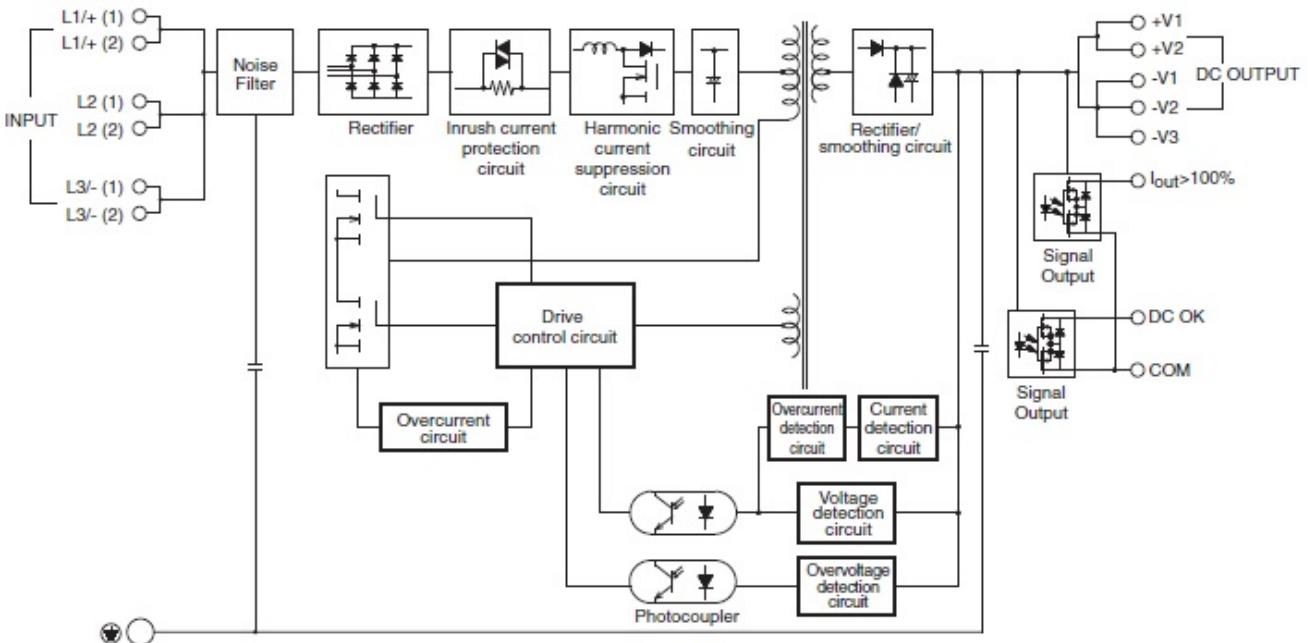 L1/+ (1)
L1/+ (2)
INPUT
L2 (1)
L2 (2)
L3/- (1)
L3/- (2)
Noise
Filter
Rectifier
Inrush current
protection
circuit
Harmonic
current
suppression
circuit
Smoothing
circuit
Rectifier/
smoothing circuit
+V1
+V2
-V1
DC OUTPUT
-V2
-V3
Iout>100%
Signal
Output
DC OK
COM
Signal
Output
Drive
control circuit
Overcurrent
circuit
Overcurrent
detection
circuit
Current
detection
circuit
Voltage
detection
circuit
Overvoltage
detection
circuit
Photocoupler